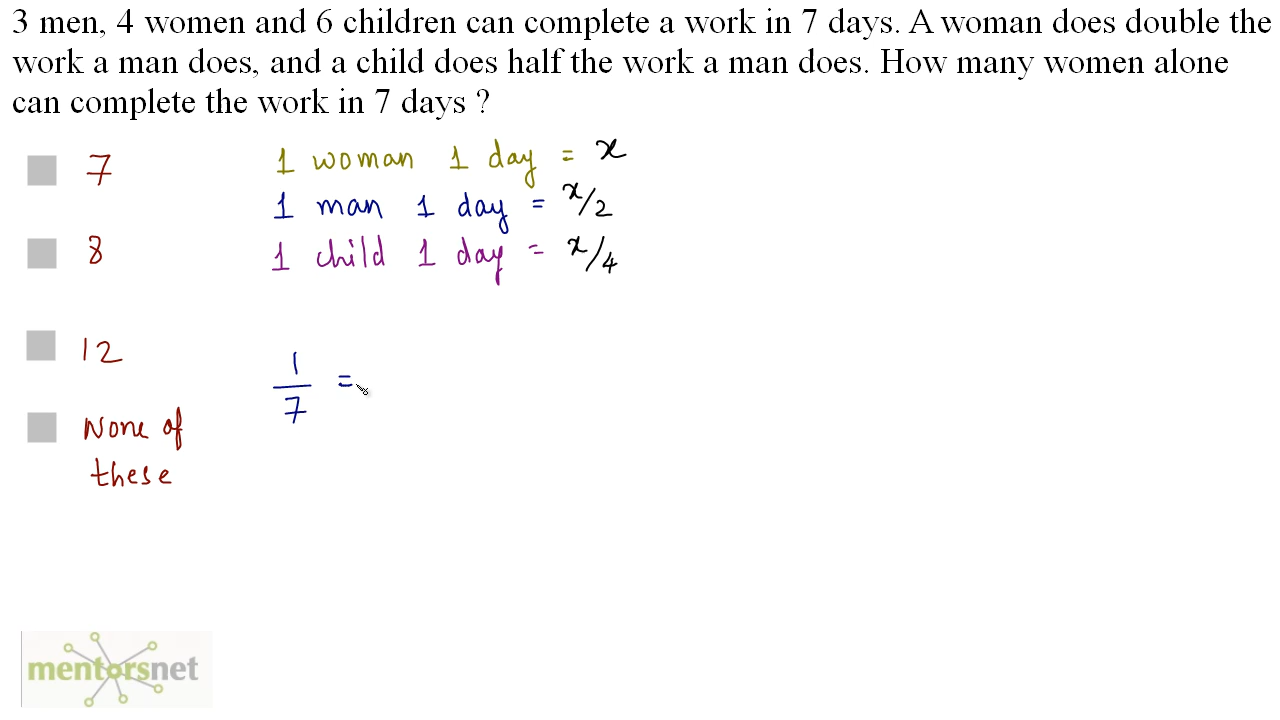 3 men, 4 women and 6 children can complete a work in 7 days. A woman does double the
work a man does, and a child does half the work a man does. How many women alone
can complete the work in 7 days ?
7
8
12
None of
these
1 woman 1 day = x
1 man 1 day = x/2
1 child 1 day = x/4
1/7 =
mentorsnet